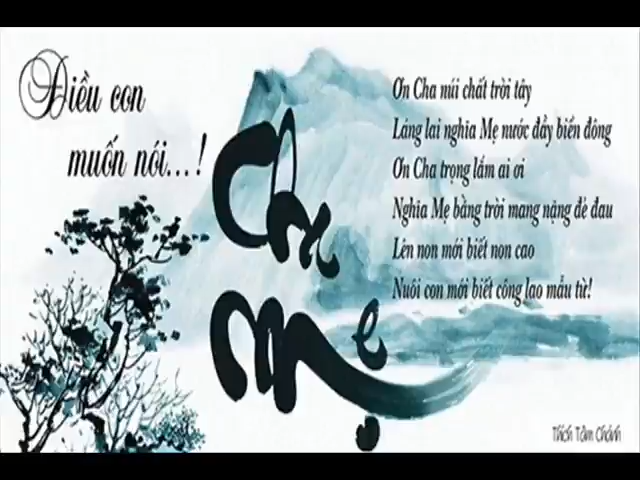 Điều con
muốn nói...!
Cha
Mẹ
Ơn Cha núi chất trời tây
Láng lai nghĩa Mẹ nước đầy biển đông
Ơn Cha trọng lắm ai ơi
Nghĩa Mẹ bằng trời mang nặng đẻ đau
Lên non mới biết non cao
Nuôi con mới biết công lao mẫu từ!
Thích Tâm Chánh